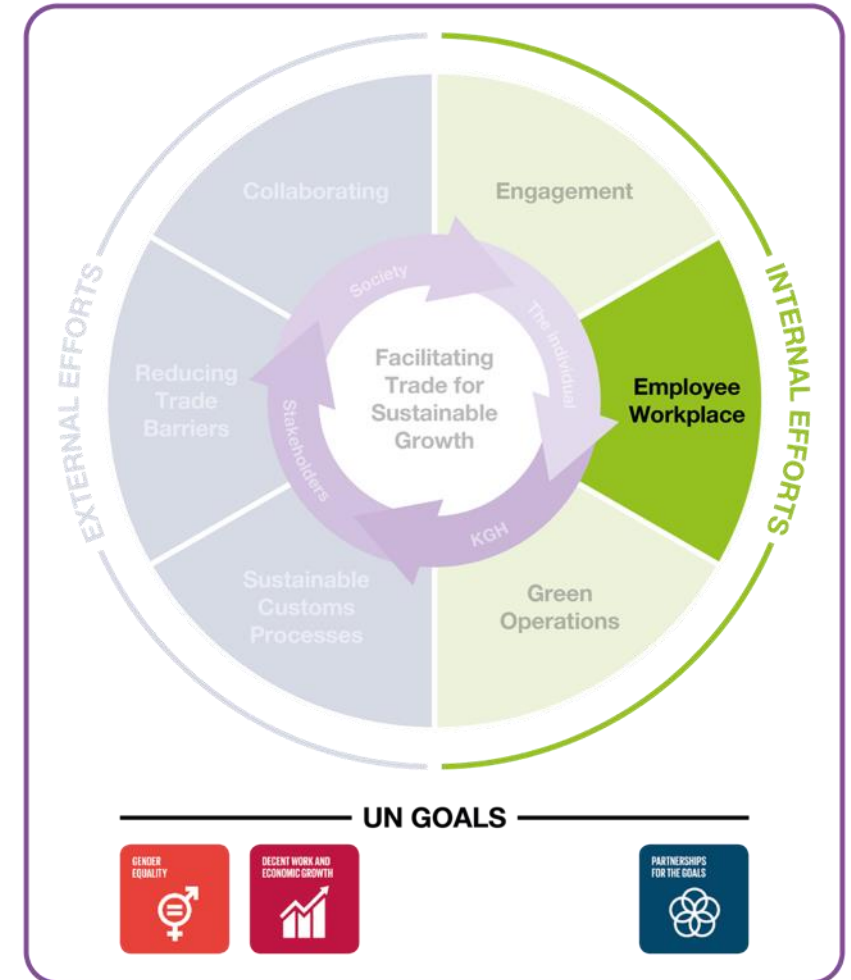 Collaborating
Engagement
EXTERNAL EFFORTS
INTERNAL EFFORTS
Society
The individual
Reducing
Trade
Barriers
Stakeholders
Facilitating
Trade for
Sustainable
Growth
Employee
Workplace
KGH
Sustainable
Customs
Processes
Green
Operations
UN GOALS
GENDER
EQUALITY
DECENT WORK AND
ECONOMIC GROWTH
PARTNERSHIPS
FOR THE GOALS